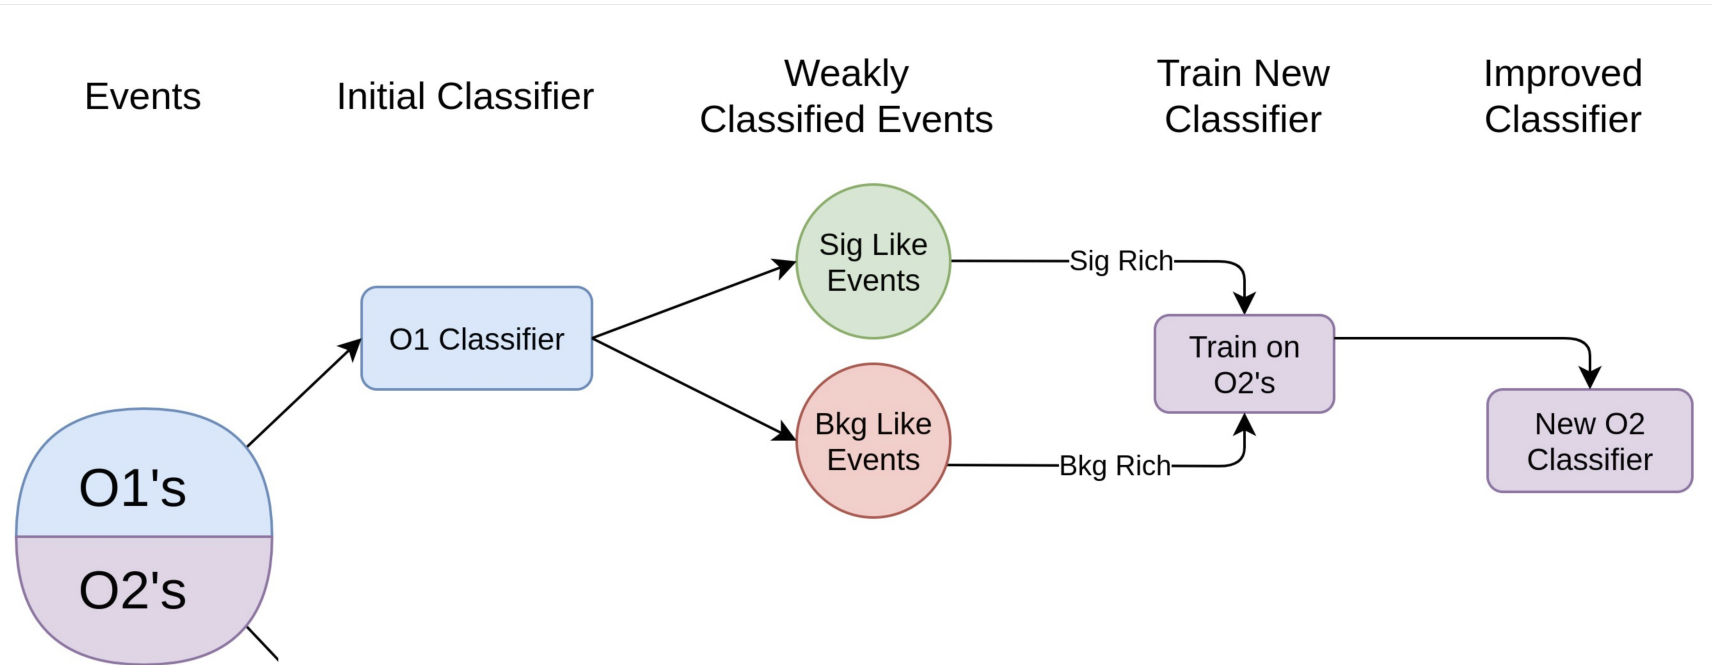 Events
Initial Classifier
Weakly
Classified Events
Train New
Classifier
Improved
Classifier
O1's
O2's
O1 Classifier
Sig Like
Events
Bkg Like
Events
Sig Rich
Bkg Rich
Train on
O2's
New O2
Classifier